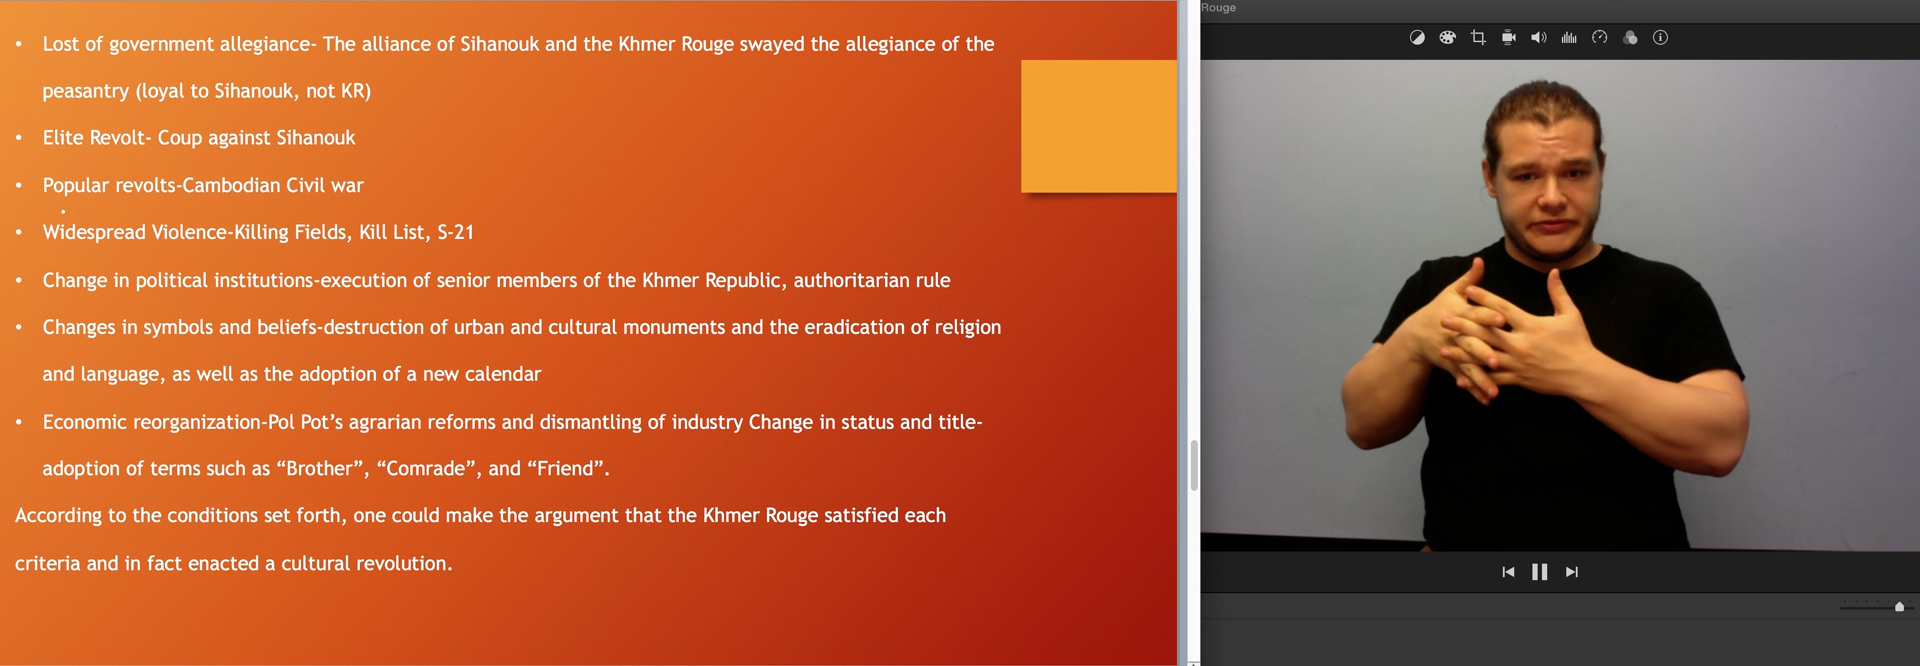 • Lost of government allegiance- The alliance of Sihanouk and the Khmer Rouge swayed the allegiance of the
peasantry (loyal to Sihanouk, not KR)
• Elite Revolt- Coup against Sihanouk
• Popular revolts-Cambodian Civil war
• Widespread Violence-Killing Fields, Kill List, S-21
• Change in political institutions-execution of senior members of the Khmer Republic, authoritarian rule
• Changes in symbols and beliefs-destruction of urban and cultural monuments and the eradication of religion
and language, as well as the adoption of a new calendar
• Economic reorganization-Pol Pot’s agrarian reforms and dismantling of industry Change in status and title-
adoption of terms such as “Brother”, “Comrade”, and “Friend”.
According to the conditions set forth, one could make the argument that the Khmer Rouge satisfied each
criteria and in fact enacted a cultural revolution.
Rouge